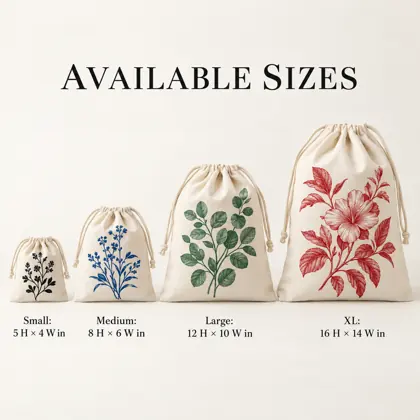 AVAILABLE SIZES
Small:
5 H × 4 W in
Medium:
8 H × 6 W in
Large:
12 H × 10 W in
XL:
16 H × 14 W in